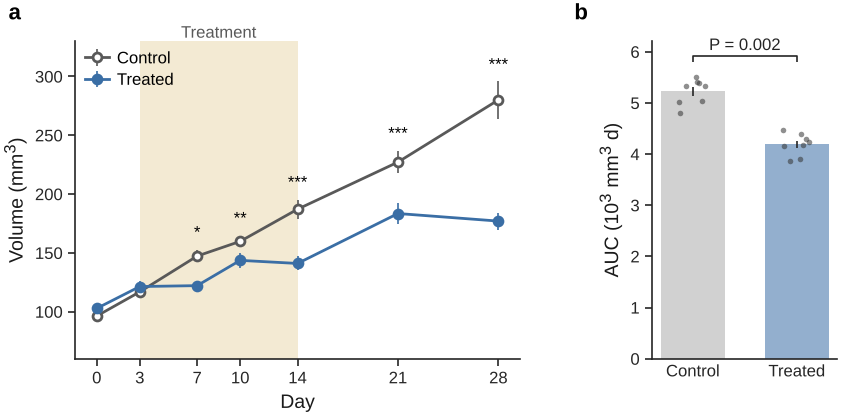 a
Treatment
Control
Treated
Volume (mm³)
300
250
200
150
100
*
**
***
***
***
0 3 7 10 14 21 28
Day
b
P = 0.002
AUC (10³ mm³ d)
6
5
4
3
2
1
0
Control Treated